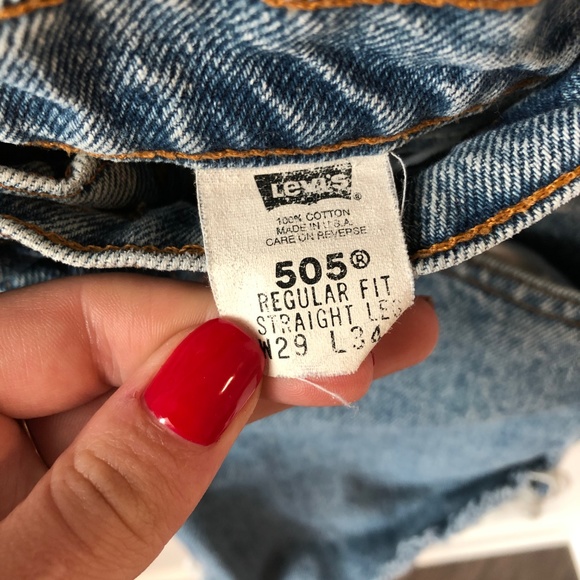 Levi's ®
100% COTTON
MADE IN U.S.A.
CARE ON REVERSE
505®
REGULAR FIT
STRAIGHT LEG
W29 L34